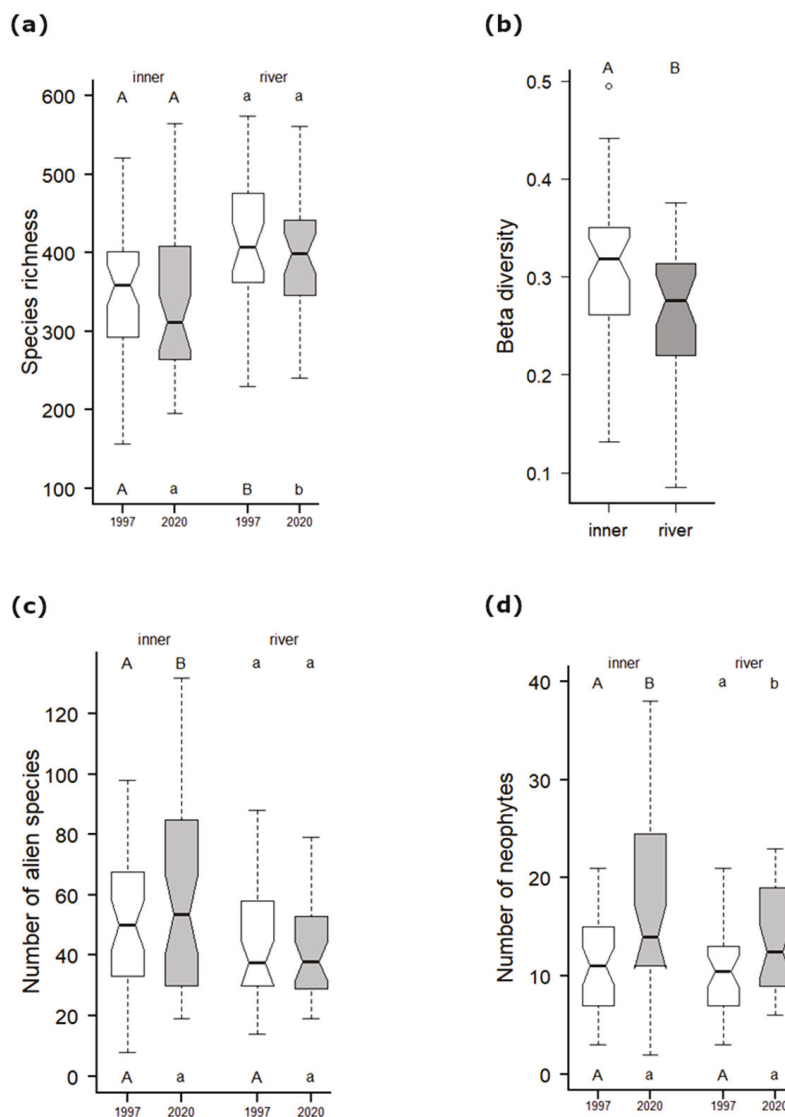 (a)
inner river
A A a a
Species richness
600
500
400
300
200
100
A a B b
1997 2020 1997 2020
(b)
A B
Beta diversity
0.5
0.4
0.3
0.2
0.1
inner river
(c)
inner river
A B a a
Number of alien species
120
100
80
60
40
20
0
A a A a
1997 2020 1997 2020
(d)
inner river
A B a b
Number of neophytes
40
30
20
10
0
A a A a
1997 2020 1997 2020